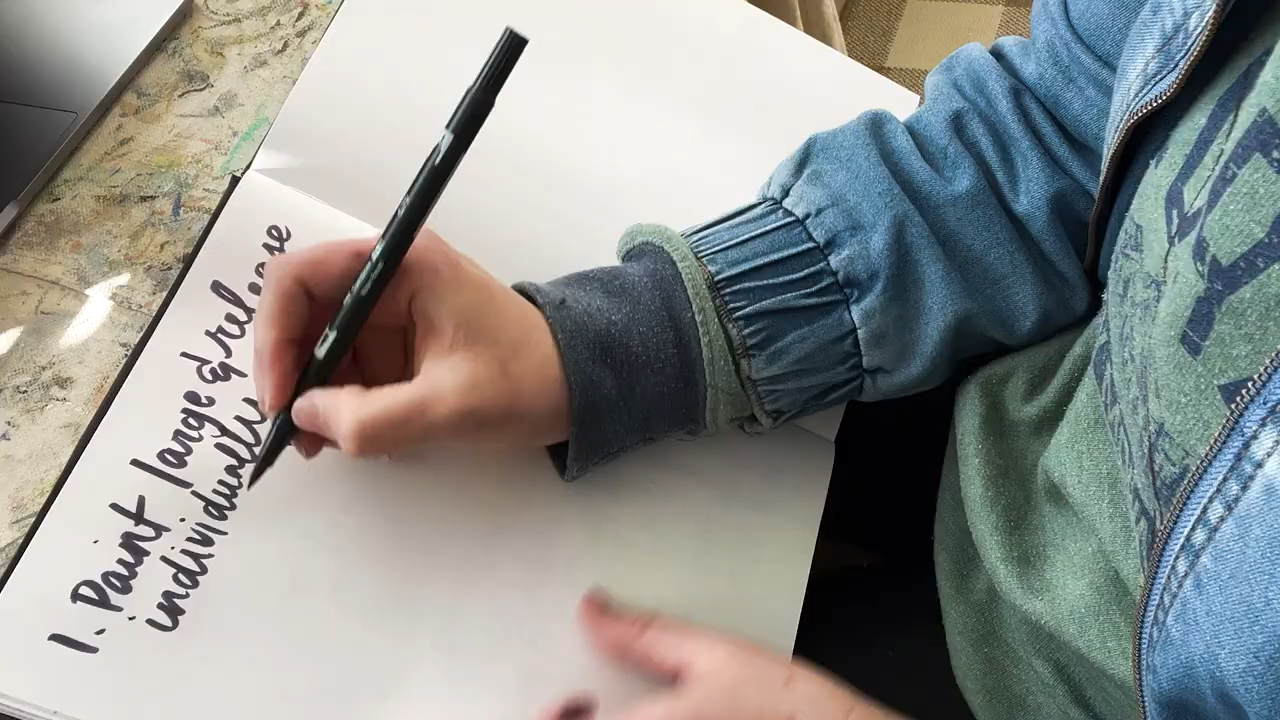 1. Paint large & release
individually